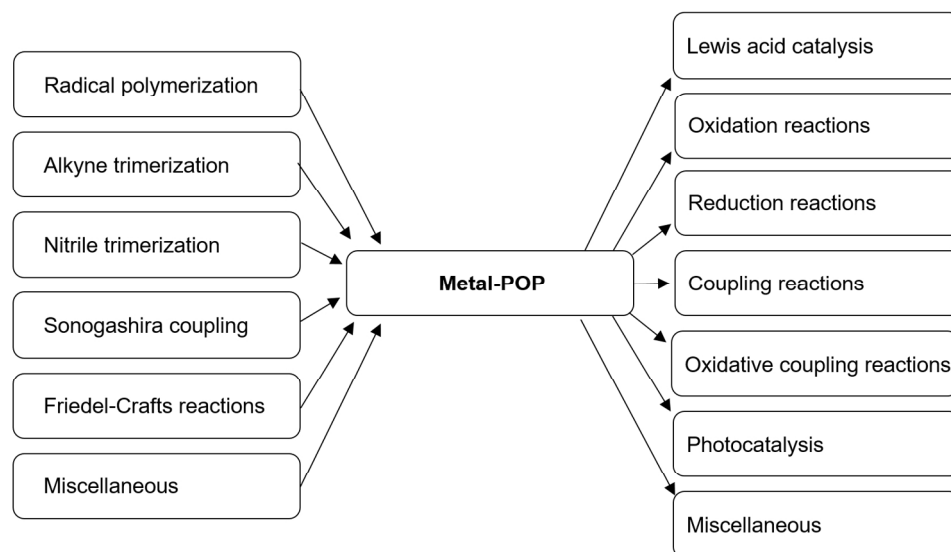 Radical polymerization
Alkyne trimerization
Nitrile trimerization
Sonogashira coupling
Friedel-Crafts reactions
Miscellaneous
Metal-POP
Lewis acid catalysis
Oxidation reactions
Reduction reactions
Coupling reactions
Oxidative coupling reactions
Photocatalysis
Miscellaneous